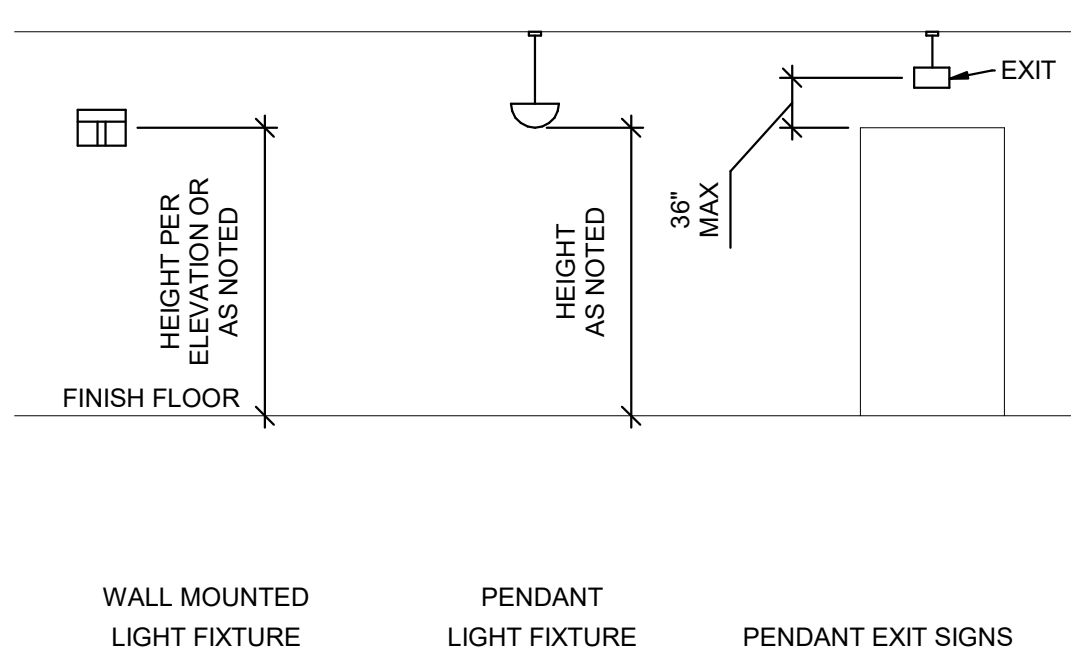 EXIT
HEIGHT PER
ELEVATION OR
AS NOTED
HEIGHT
AS NOTED
36"
MAX
FINISH FLOOR
WALL MOUNTED
LIGHT FIXTURE
PENDANT
LIGHT FIXTURE
PENDANT EXIT SIGNS